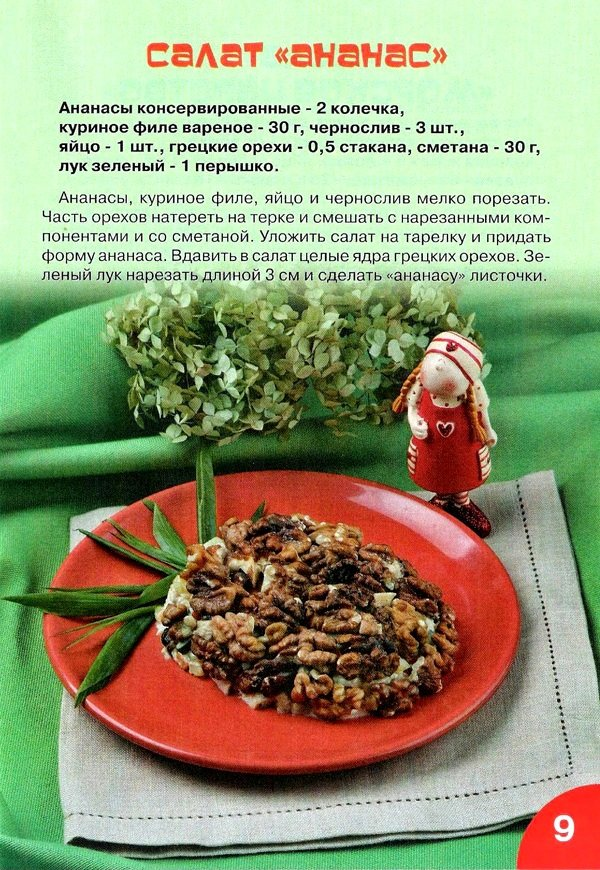 САЛАТ «АНАНАС»
Ананасы консервированные - 2 колечка,
куриное филе вареное - 30 г, чернослив - 3 шт.,
яйцо - 1 шт., грецкие орехи - 0,5 стакана, сметана - 30 г,
лук зеленый - 1 перышко.
Ананасы, куриное филе, яйцо и чернослив мелко порезать.
Часть орехов натереть на терке и смешать с нарезанными ком-
понентами и со сметаной. Уложить салат на тарелку и придать
форму ананаса. Вдавить в салат целые ядра грецких орехов. Зе-
леный лук нарезать длиной 3 см и сделать «ананасу» листочки.
9